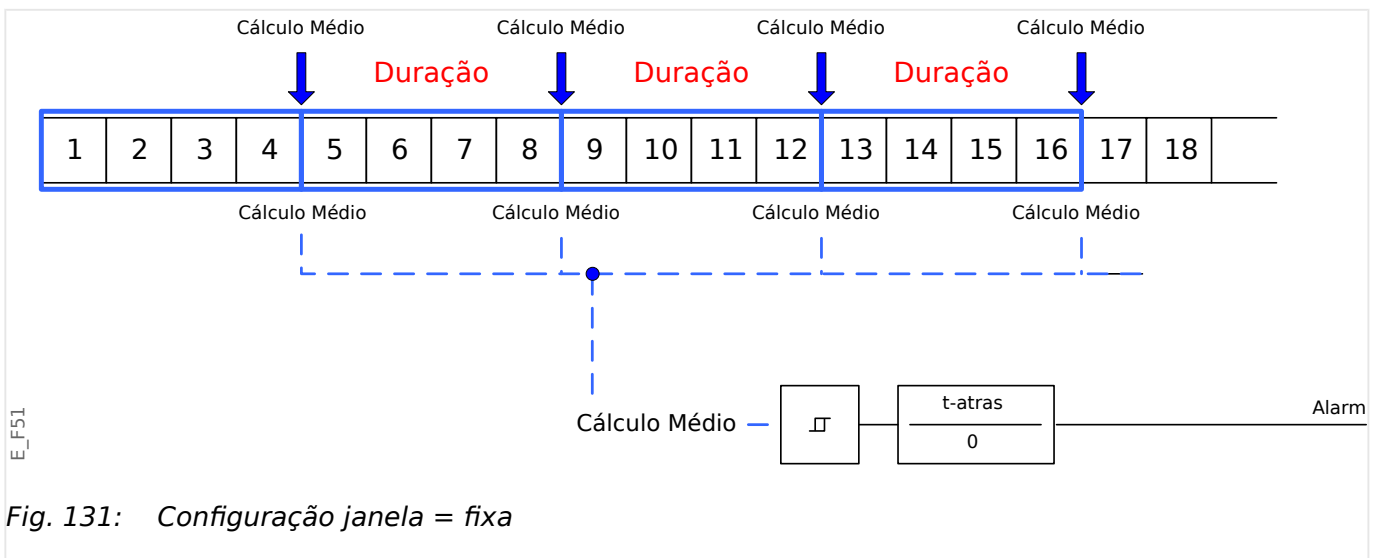 Cálculo Médio Cálculo Médio Cálculo Médio Cálculo Médio
Duração Duração Duração
1 2 3 4 5 6 7 8 9 10 11 12 13 14 15 16 17 18
Cálculo Médio Cálculo Médio Cálculo Médio Cálculo Médio
t-atras
Cálculo Médio
0
Alarm
E_F51
Fig. 131: Configuração janela = fixa